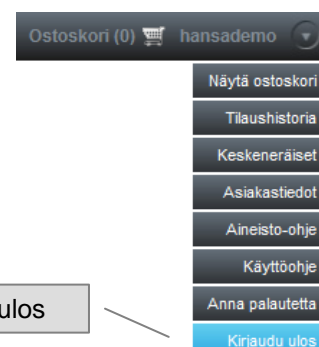 Ostoskori (0) hansademo
Näytä ostoskori
Tilaushistoria
Keskeneräiset
Asiakastiedot
Aineisto-ohje
Käyttöohje
Anna palautetta
ulos
Kirjaudu ulos